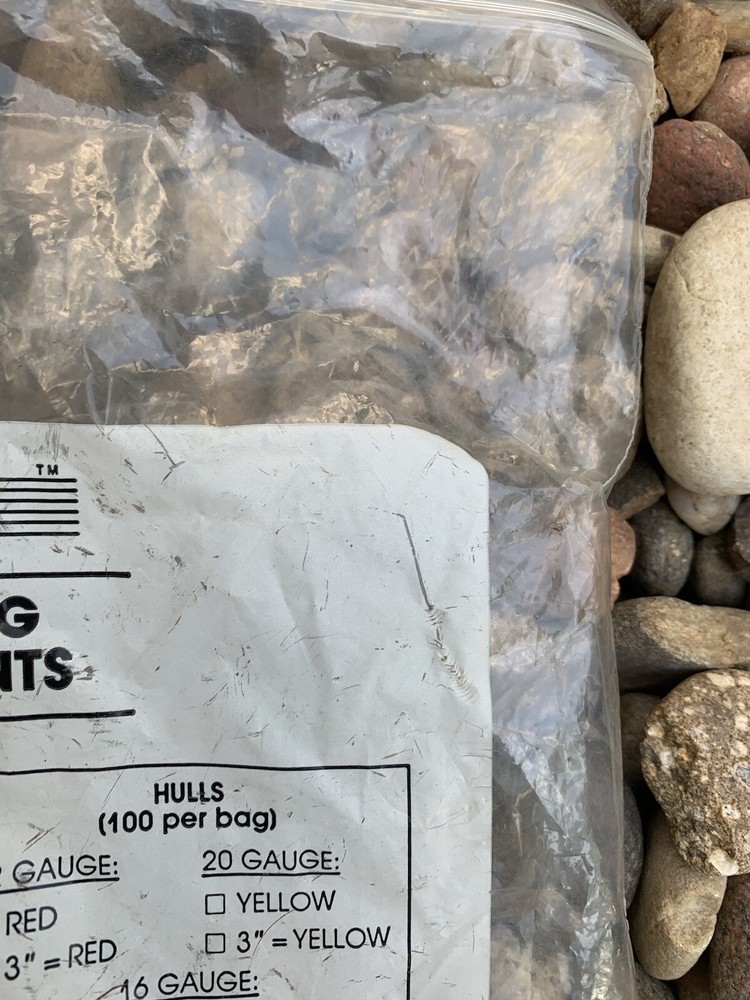 TM
G
NTS
HULLS
(100 per bag)
GAUGE: 20 GAUGE:
RED ☐ YELLOW
3" = RED ☐ 3" = YELLOW
16 GAUGE: